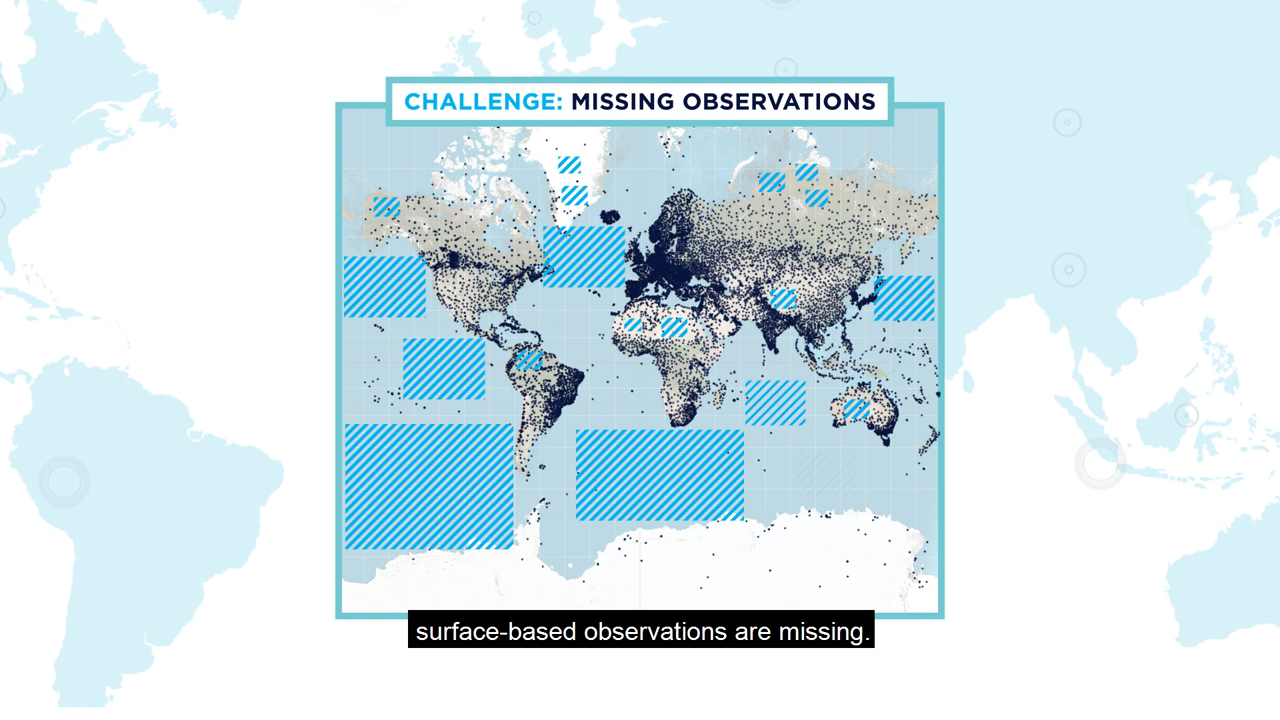 CHALLENGE: MISSING OBSERVATIONS
surface-based observations are missing.